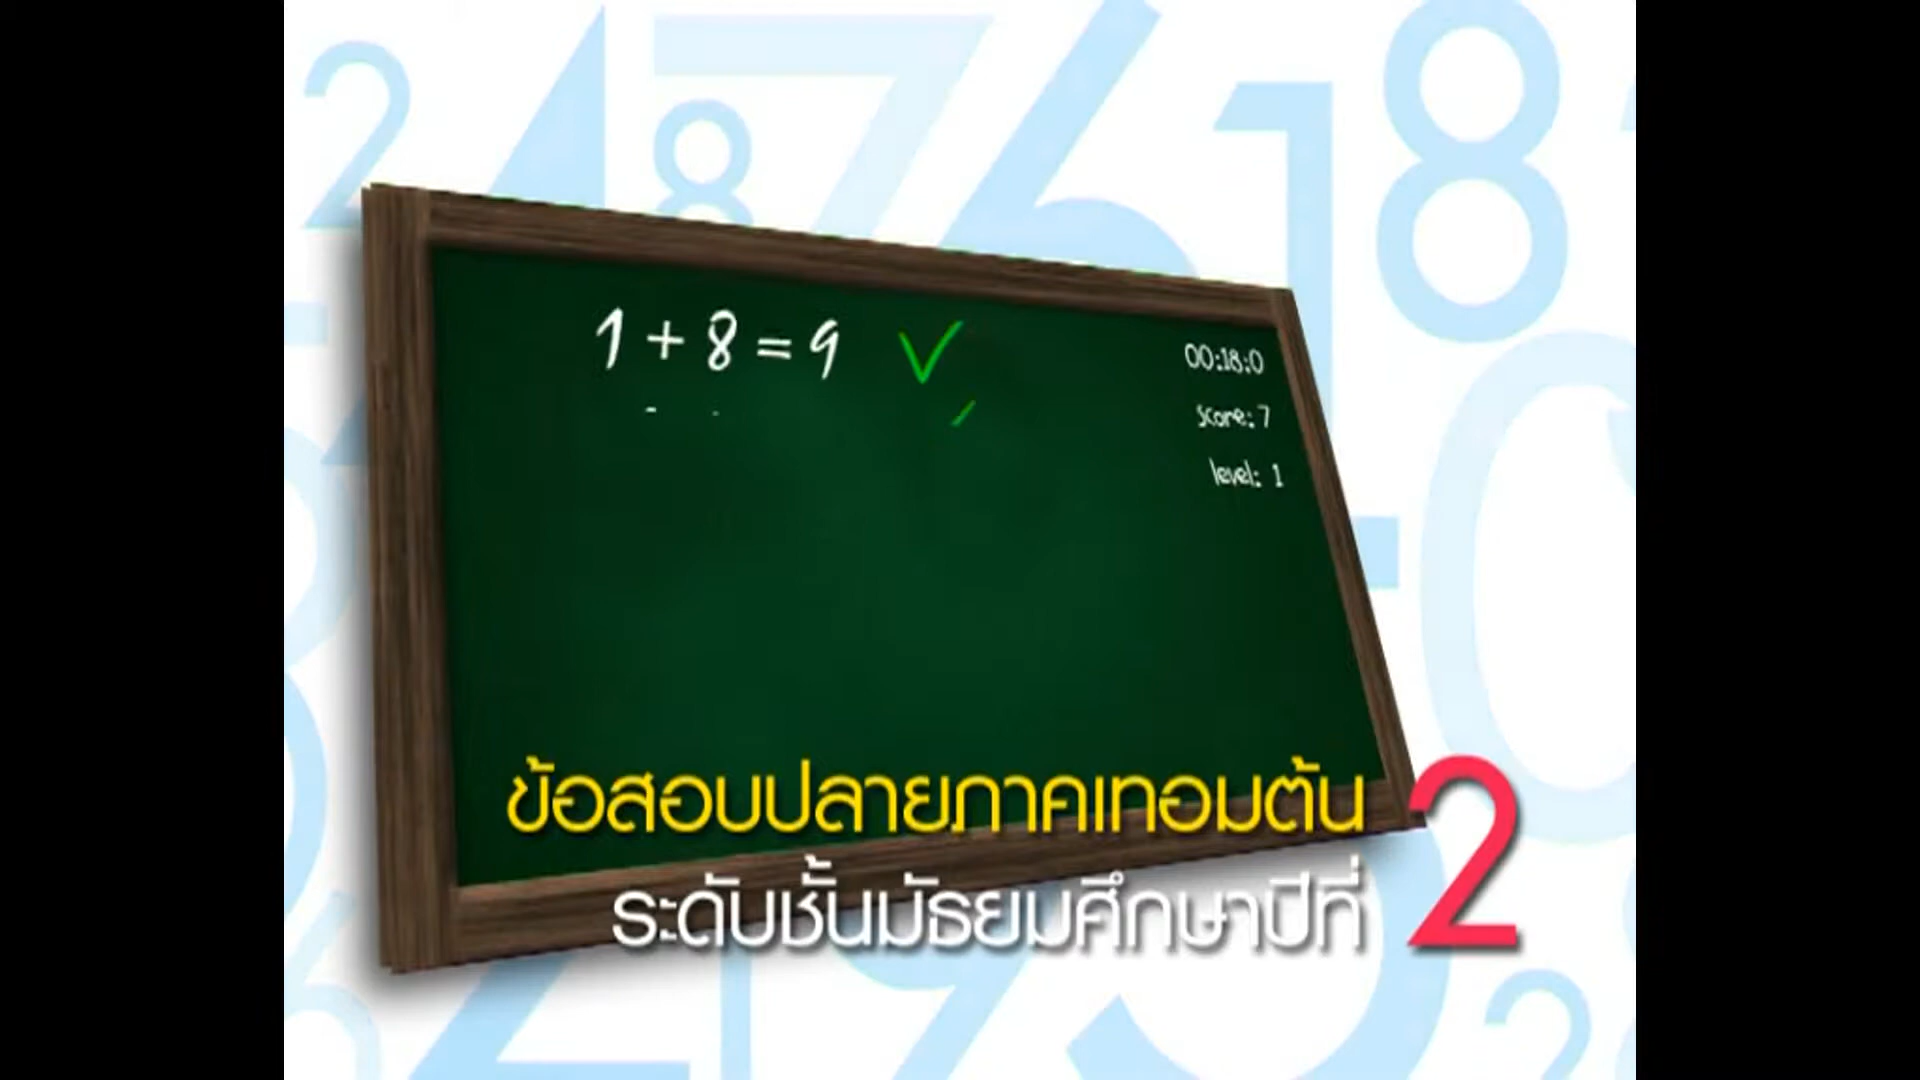 1 + 8 = 9
00:18:0
Score: 7
level: 1
ข้อสอบปลายภาคเทอมต้น
ระดับชั้นมัธยมศึกษาปีที่ 2